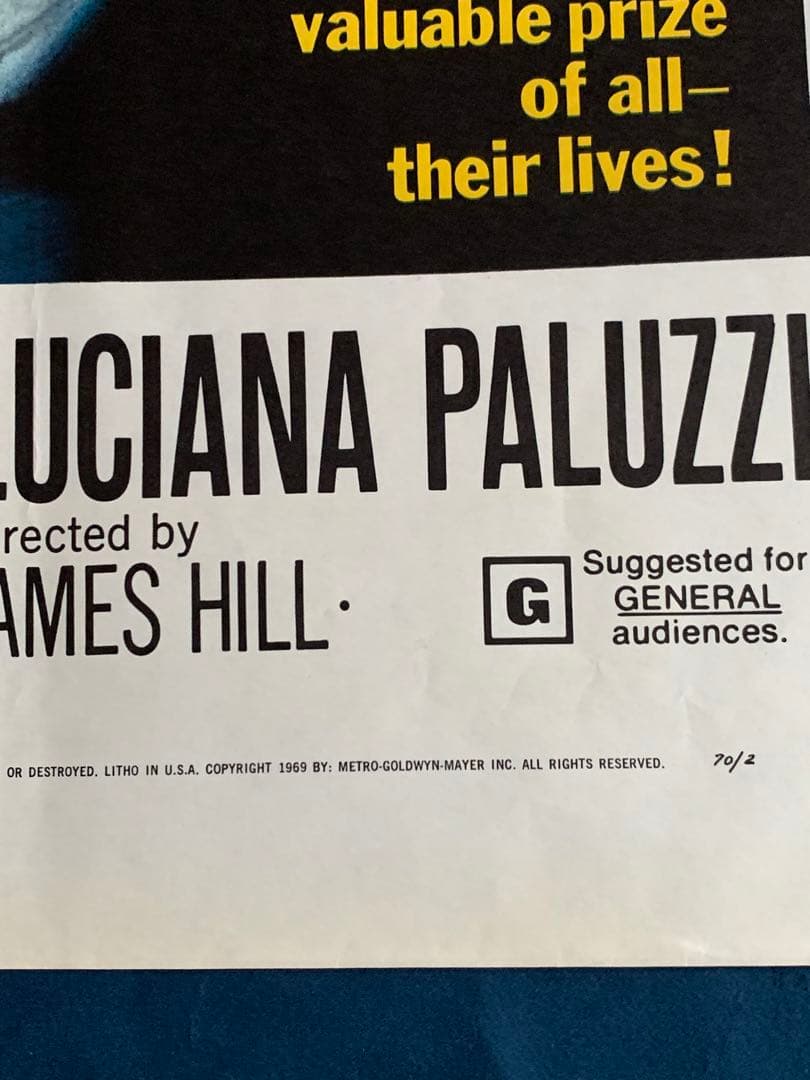 valuable prize
of all—
their lives!
LUCIANA PALUZZI
rected by
AMES HILL·
G Suggested for
GENERAL
audiences.
OR DESTROYED. LITHO IN U.S.A. COPYRIGHT 1969 BY: METRO-GOLDWYN-MAYER INC. ALL RIGHTS RESERVED. 70/2